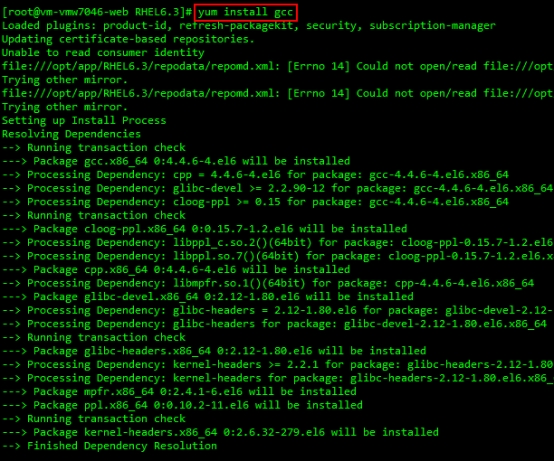 [root@vm-vmw7046-web RHEL6.3]# yum install gcc
Loaded plugins: product-id, refresh-packagekit, security, subscription-manager
Updating certificate-based repositories.
Unable to read consumer identity
file:///opt/app/RHEL6.3/repodata/repomd.xml: [Errno 14] Could not open/read file:///opt
Trying other mirror.
file:///opt/app/RHEL6.3/repodata/repomd.xml: [Errno 14] Could not open/read file:///opt
Trying other mirror.
Setting up Install Process
Resolving Dependencies
--> Running transaction check
---> Package gcc.x86_64 0:4.4.6-4.el6 will be installed
--> Processing Dependency: cpp = 4.4.6-4.el6 for package: gcc-4.4.6-4.el6.x86_64
--> Processing Dependency: glibc-devel >= 2.2.90-12 for package: gcc-4.4.6-4.el6.x86_64
--> Processing Dependency: cloog-ppl >= 0.15 for package: gcc-4.4.6-4.el6.x86_64
--> Running transaction check
---> Package cloog-ppl.x86_64 0:0.15.7-1.2.el6 will be installed
--> Processing Dependency: libppl_c.so.2()(64bit) for package: cloog-ppl-0.15.7-1.2.el6
--> Processing Dependency: libppl.so.7()(64bit) for package: cloog-ppl-0.15.7-1.2.el6.x
---> Package cpp.x86_64 0:4.4.6-4.el6 will be installed
--> Processing Dependency: libmpfr.so.1()(64bit) for package: cpp-4.4.6-4.el6.x86_64
---> Package glibc-devel.x86_64 0:2.12-1.80.el6 will be installed
--> Processing Dependency: glibc-headers = 2.12-1.80.el6 for package: glibc-devel-2.12-
--> Processing Dependency: glibc-headers for package: glibc-devel-2.12-1.80.el6.x86_64
--> Running transaction check
---> Package glibc-headers.x86_64 0:2.12-1.80.el6 will be installed
--> Processing Dependency: kernel-headers >= 2.2.1 for package: glibc-headers-2.12-1.80
--> Processing Dependency: kernel-headers for package: glibc-headers-2.12-1.80.el6.x86_
---> Package mpfr.x86_64 0:2.4.1-6.el6 will be installed
---> Package ppl.x86_64 0:0.10.2-11.el6 will be installed
--> Running transaction check
---> Package kernel-headers.x86_64 0:2.6.32-279.el6 will be installed
--> Finished Dependency Resolution